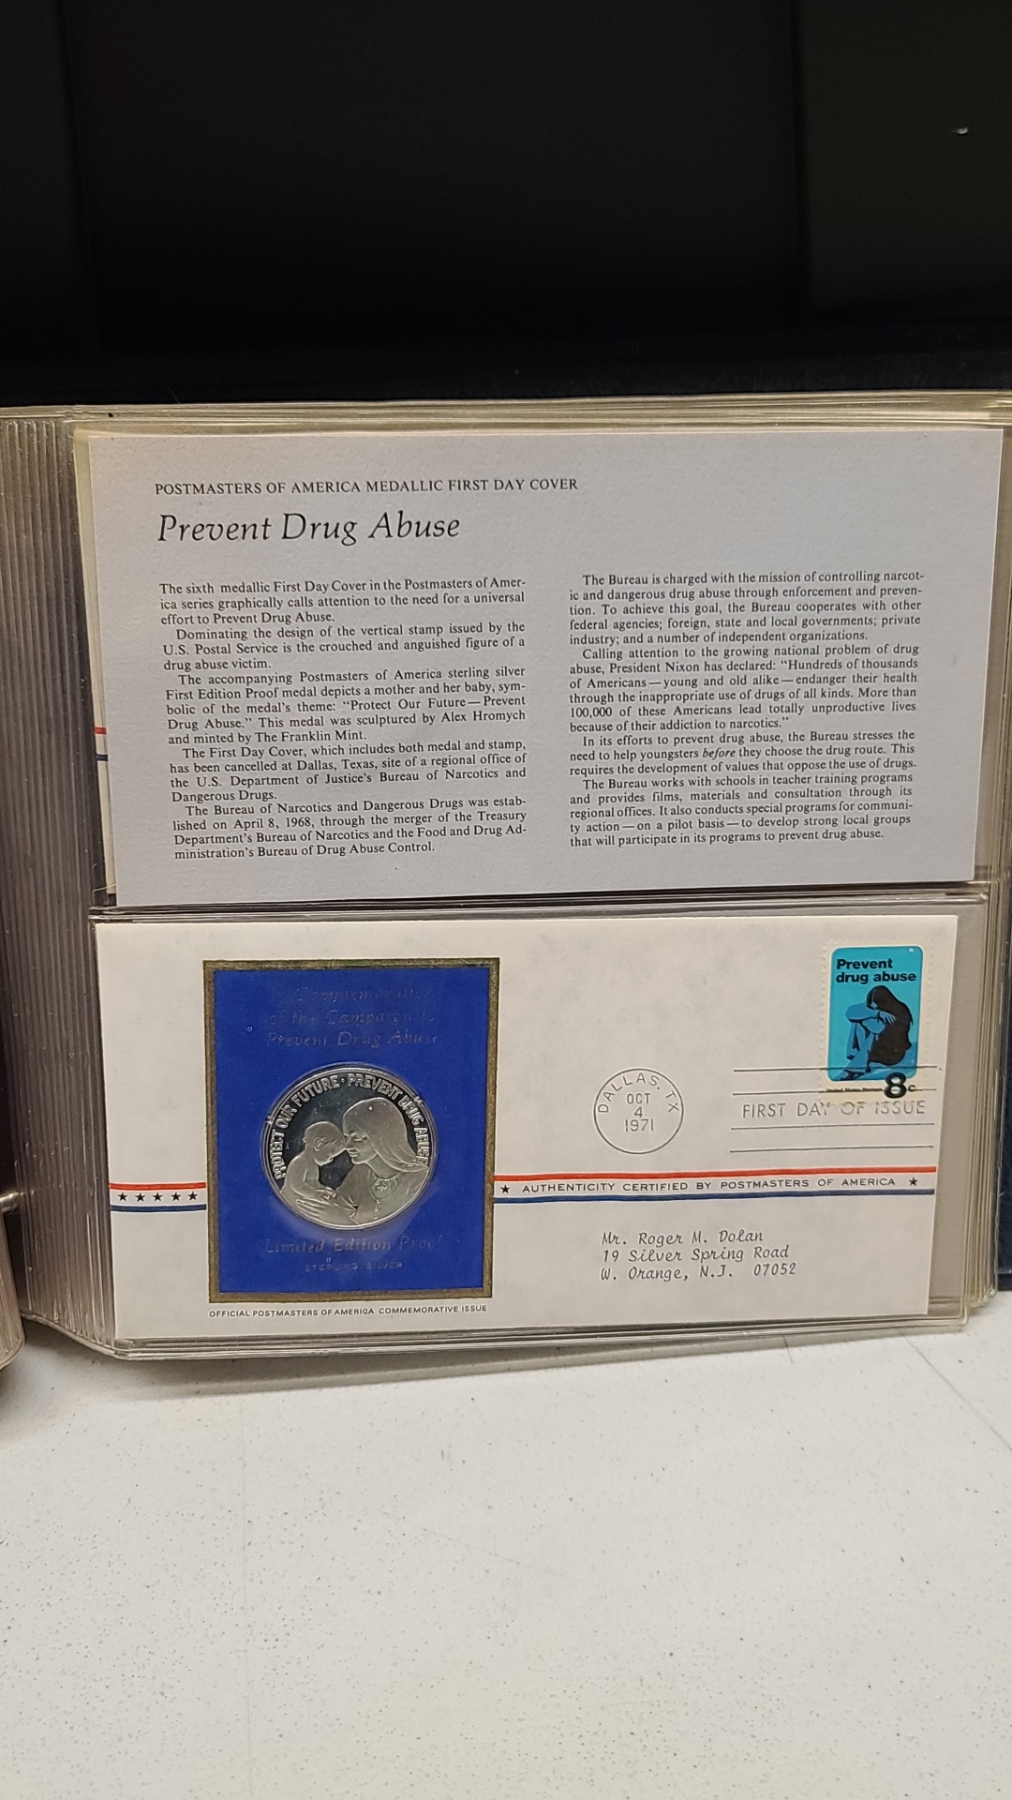 POSTMASTERS OF AMERICA MEDALLIC FIRST DAY COVER
Prevent Drug Abuse
The sixth medallic First Day Cover in the Postmasters of Amer-
ica series graphically calls attention to the need for a universal
effort to Prevent Drug Abuse.
Dominating the design of the vertical stamp issued by the
U.S. Postal Service is the crouched and anguished figure of a
drug abuse victim.
The accompanying Postmasters of America sterling silver
First Edition Proof medal depicts a mother and her baby, sym-
bolic of the medal's theme: "Protect Our Future—Prevent
Drug Abuse." This medal was sculptured by Alex Hromych
and minted by The Franklin Mint.
The First Day Cover, which includes both medal and stamp,
has been cancelled at Dallas, Texas, site of a regional office of
the U.S. Department of Justice's Bureau of Narcotics and
Dangerous Drugs.
The Bureau of Narcotics and Dangerous Drugs was estab-
lished on April 8, 1968, through the merger of the Treasury
Department's Bureau of Narcotics and the Food and Drug Ad-
ministration's Bureau of Drug Abuse Control.
The Bureau is charged with the mission of controlling narcot-
ic and dangerous drug abuse through enforcement and preven-
tion. To achieve this goal, the Bureau cooperates with other
federal agencies; foreign, state and local governments; private
industry; and a number of independent organizations.
Calling attention to the growing national problem of drug
abuse, President Nixon has declared: "Hundreds of thousands
of Americans—young and old alike—endanger their health
through the inappropriate use of drugs of all kinds. More than
100,000 of these Americans lead totally unproductive lives
because of their addiction to narcotics."
In its efforts to prevent drug abuse, the Bureau stresses the
need to help youngsters before they choose the drug route. This
requires the development of values that oppose the use of drugs.
The Bureau works with schools in teacher training programs
and provides films, materials and consultation through its
regional offices. It also conducts special programs for communi-
ty action—on a pilot basis—to develop strong local groups
that will participate in its programs to prevent drug abuse.
In Commemoration
of the Campaign to
Prevent Drug Abuse
PROTECT OUR FUTURE · PREVENT DRUG ABUSE
Limited Edition Proof
STERLING SILVER
OFFICIAL POSTMASTERS OF AMERICA COMMEMORATIVE ISSUE
Prevent
drug abuse
United States Postage
8c
DALLAS, TX
OCT
4
1971
FIRST DAY OF ISSUE
★ AUTHENTICITY CERTIFIED BY POSTMASTERS OF AMERICA ★
Mr. Roger M. Dolan
19 Silver Spring Road
W. Orange, N.J. 07052